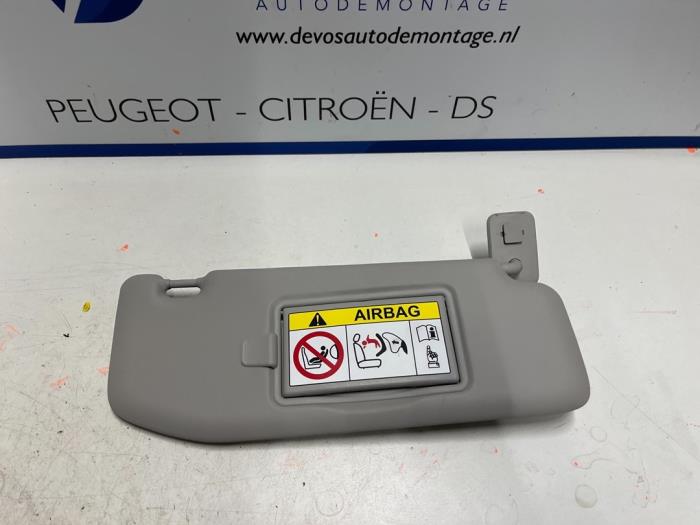 AUTODEMONTAGE
www.devosautodemontage.nl
PEUGEOT - CITROËN - DS
AIRBAG